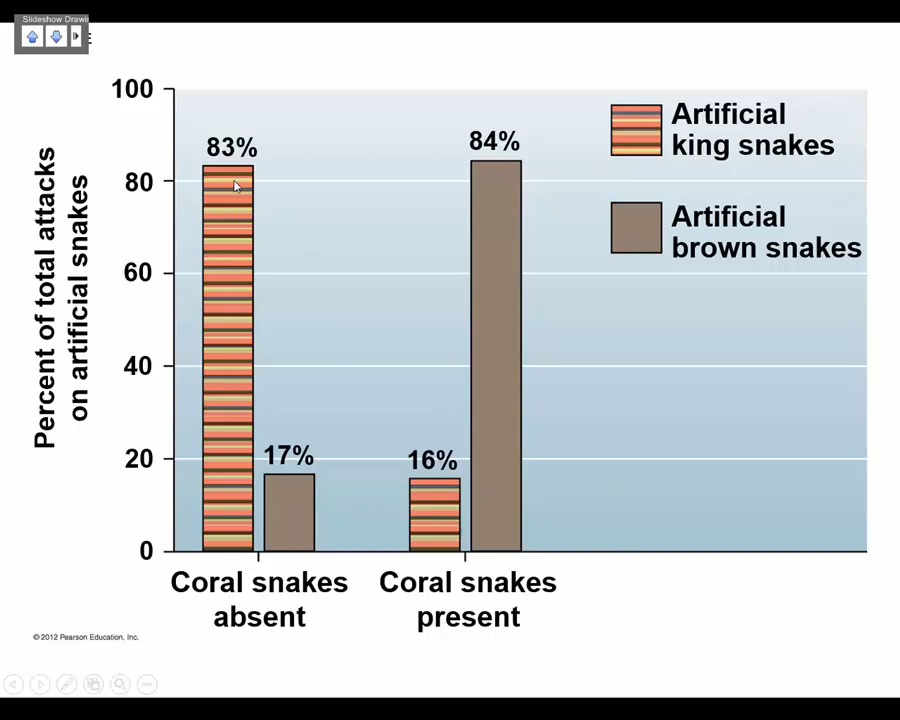 Slideshow Drawi
100
80
60
40
20
0
Percent of total attacks
on artificial snakes
83%
17%
16%
84%
Artificial
king snakes
Artificial
brown snakes
Coral snakes
absent
Coral snakes
present
© 2012 Pearson Education, Inc.